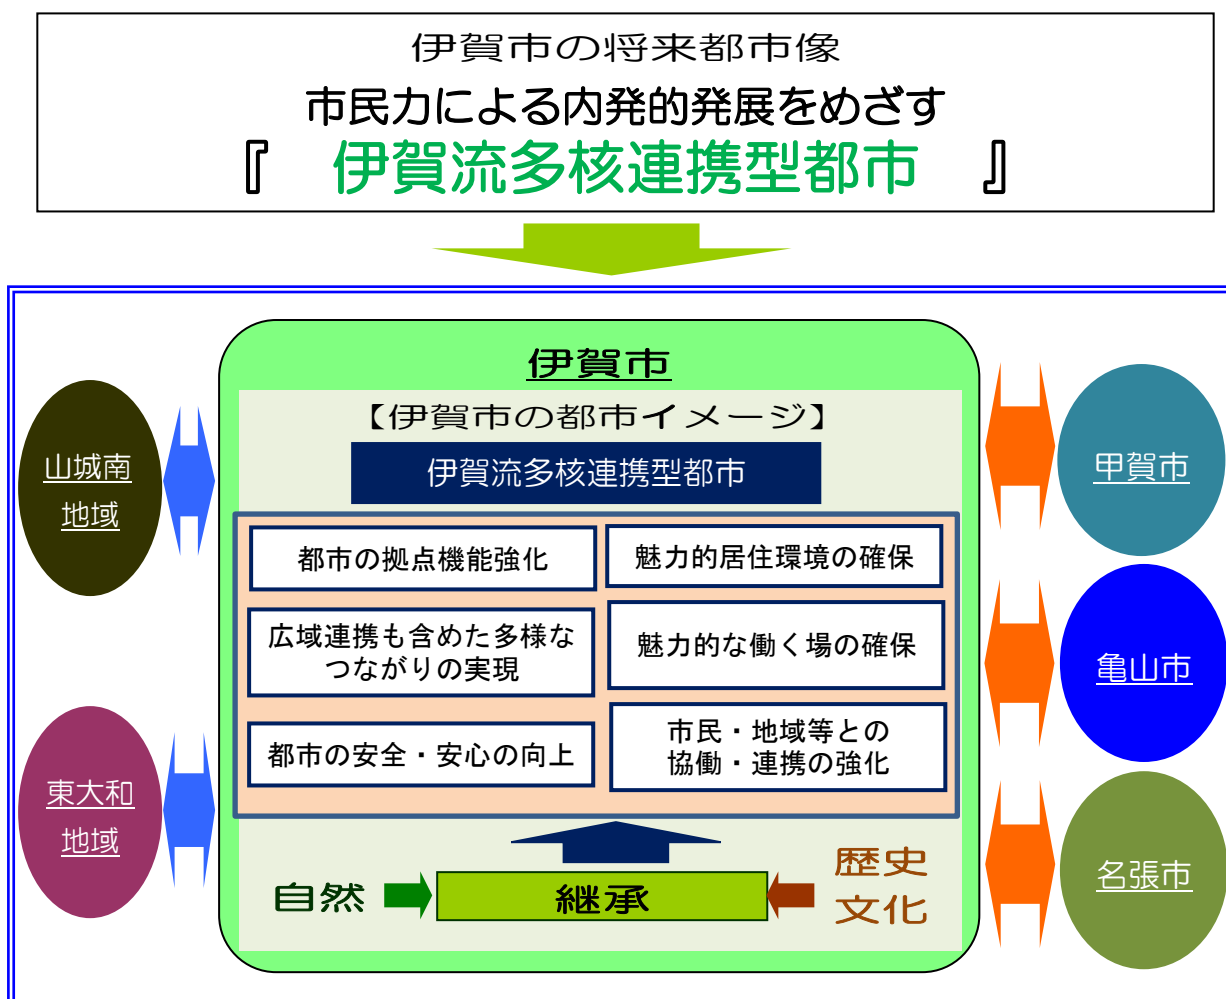 伊賀市の将来都市像
市民力による内発的発展をめざす
『 伊賀流多核連携型都市 』
伊賀市
【伊賀市の都市イメージ】
伊賀流多核連携型都市
都市の拠点機能強化
魅力的居住環境の確保
広域連携も含めた多様な
つながりの実現
魅力的な働く場の確保
都市の安全・安心の向上
市民・地域等との
協働・連携の強化
自然
継承
歴史
文化
山城南
地域
東大和
地域
甲賀市
亀山市
名張市